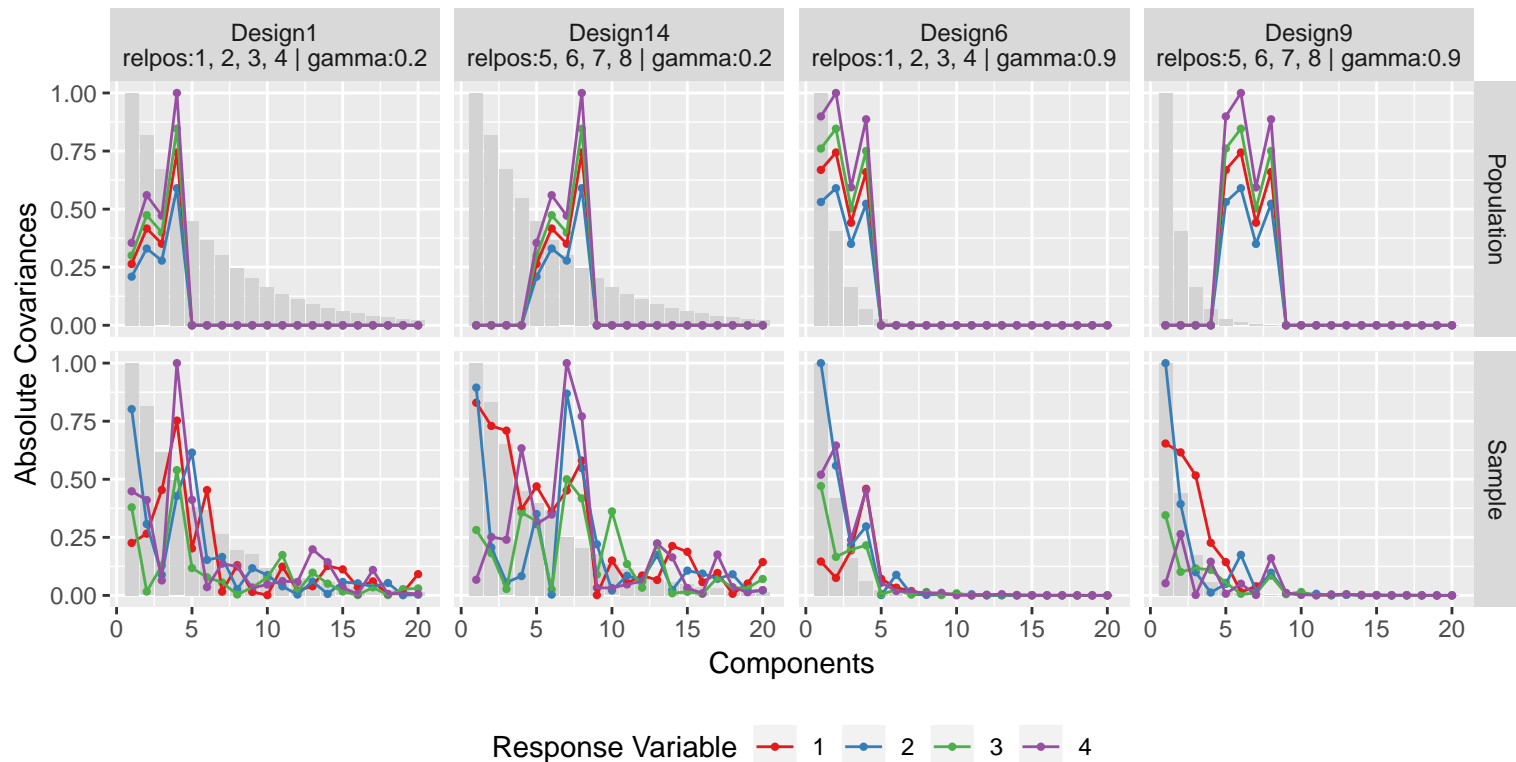 Design1
relpos:1, 2, 3, 4 | gamma:0.2
Design14
relpos:5, 6, 7, 8 | gamma:0.2
Design6
relpos:1, 2, 3, 4 | gamma:0.9
Design9
relpos:5, 6, 7, 8 | gamma:0.9
Absolute Covariances
1.00
0.75
0.50
0.25
0.00
Population
1.00
0.75
0.50
0.25
0.00
Sample
0 5 10 15 20
0 5 10 15 20
0 5 10 15 20
0 5 10 15 20
Components
Response Variable 1 2 3 4